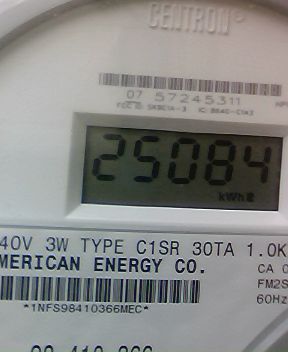 CENTRON®
07 57245311
25084
kWh
40V 3W TYPE C1SR 30TA 1.0K
MERICAN ENERGY CO.
CA 0
FM2S
60Hz
*1NFS98410366MEC*